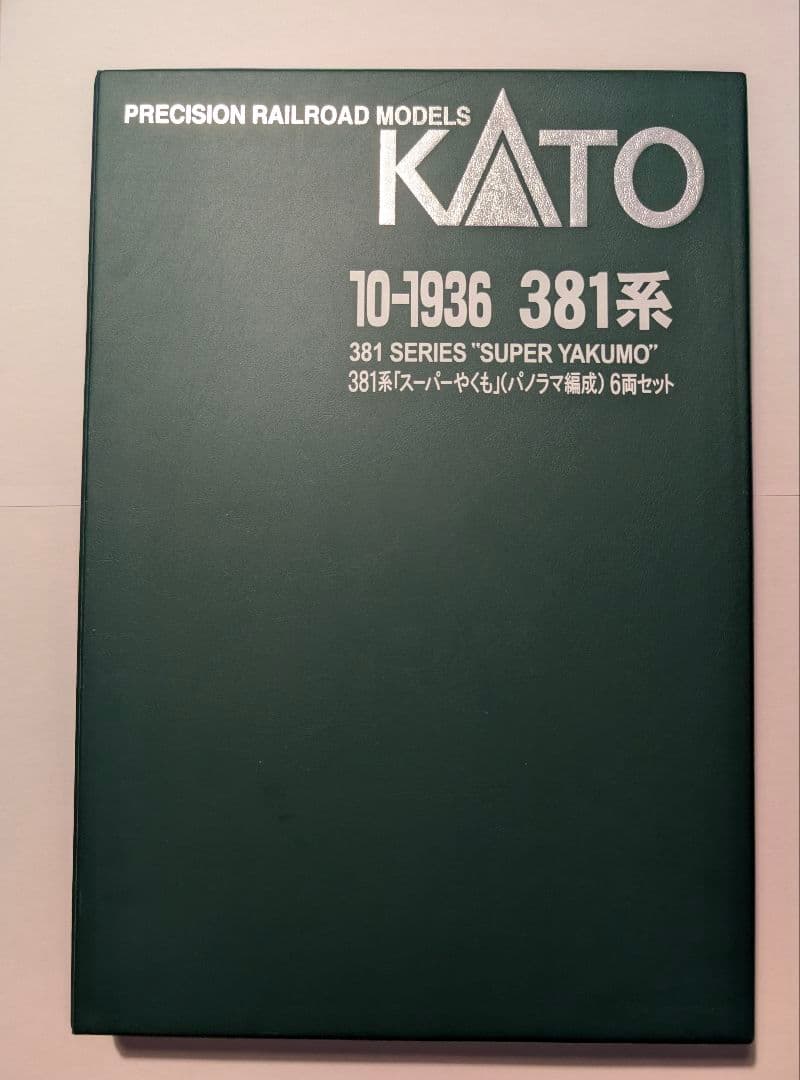 PRECISION RAILROAD MODELS
KATO
10-1936 381系
381 SERIES "SUPER YAKUMO"
381系「スーパーやくも」(パノラマ編成) 6両セット